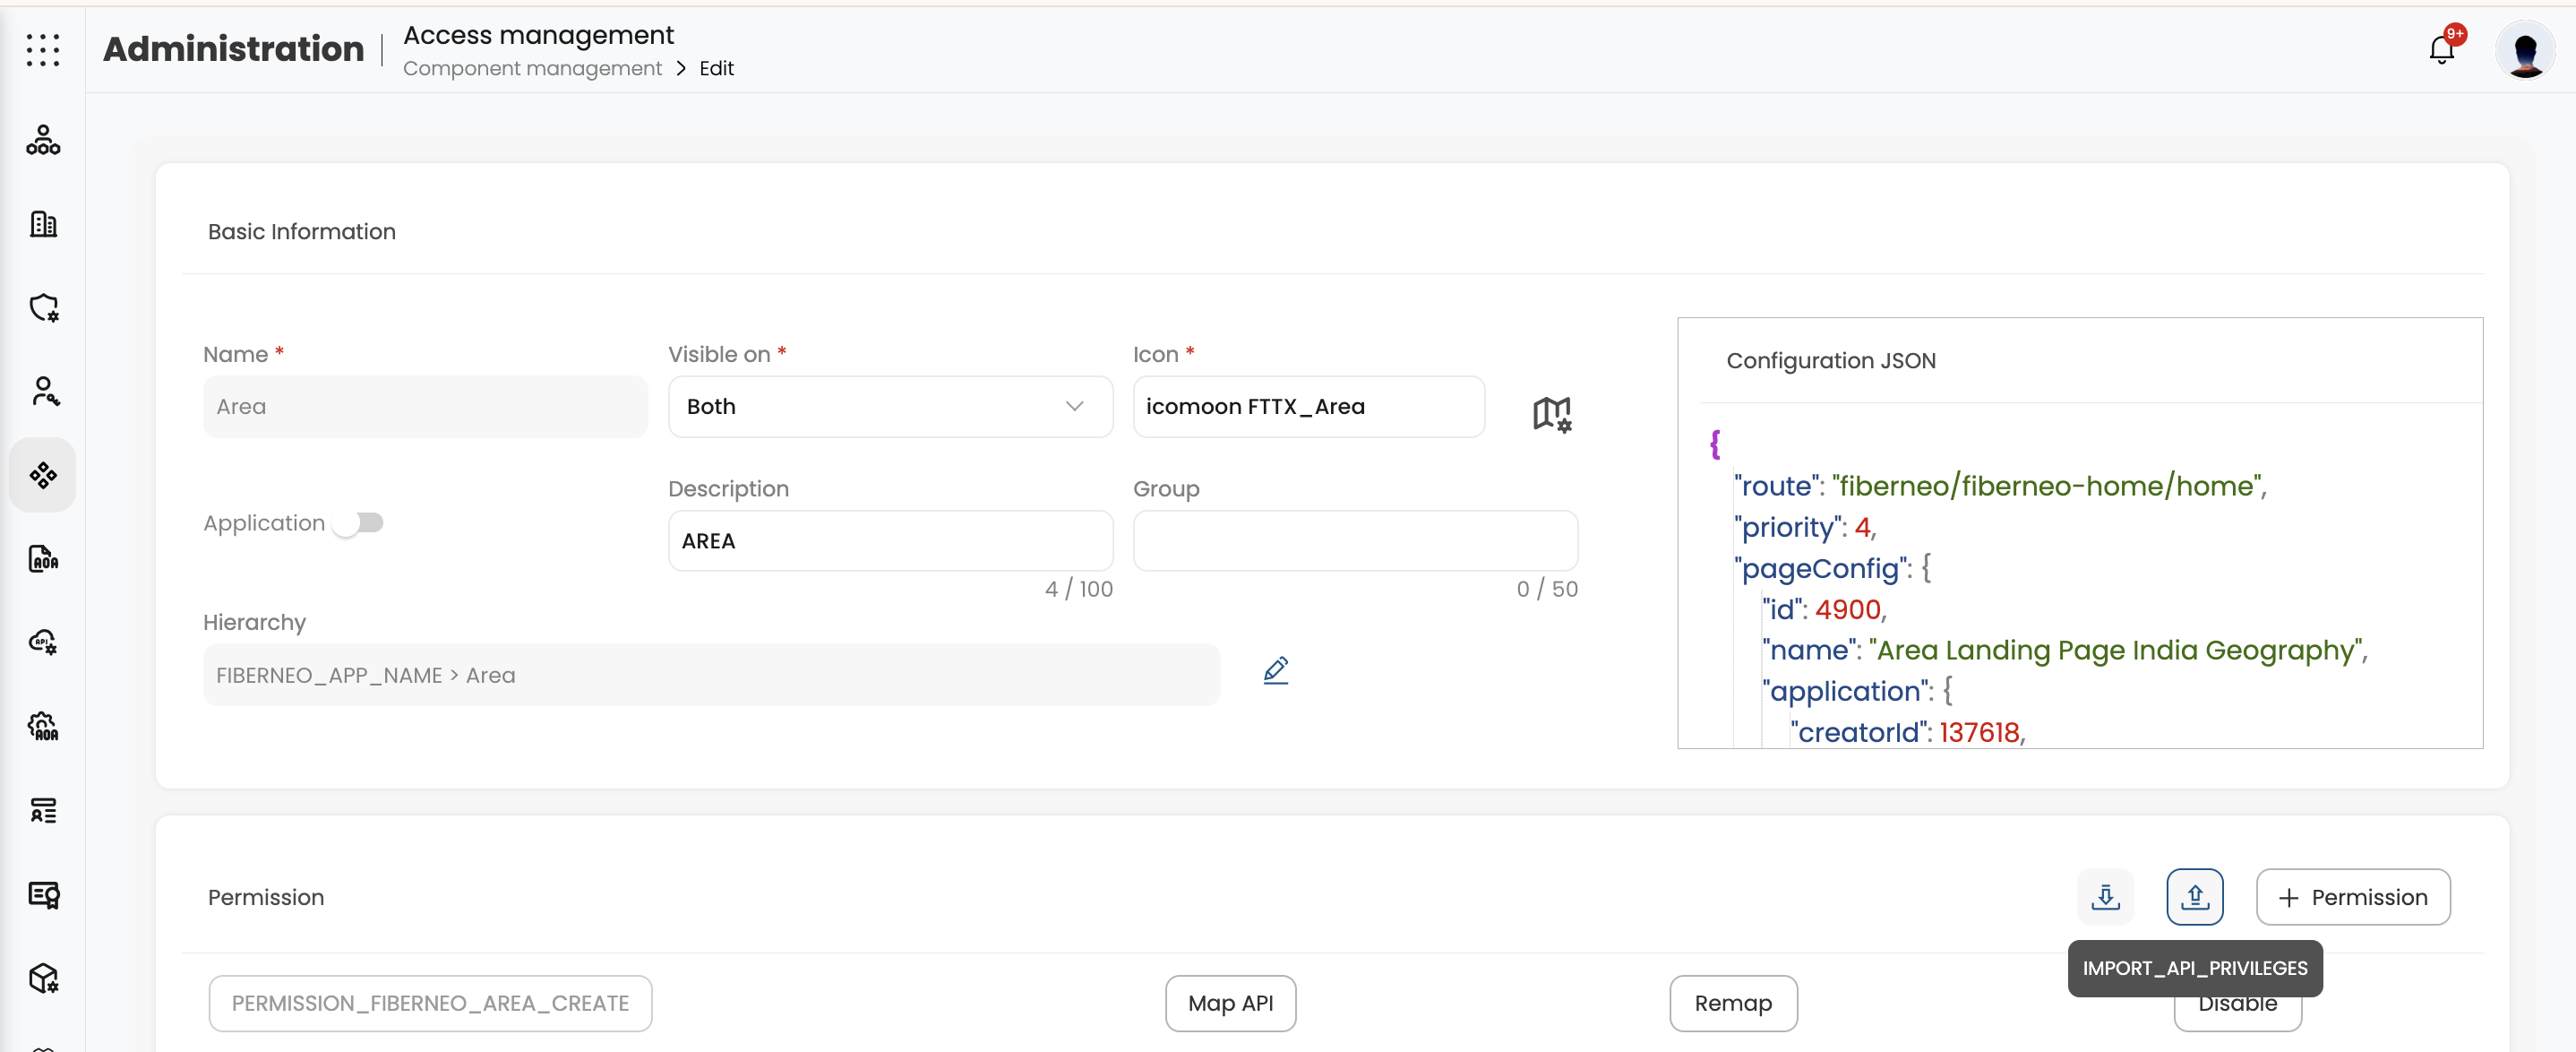 Administration
Access management
Component management > Edit
9+
Basic Information
Name *
Area
Visible on *
Both
Icon *
icomoon FTTX_Area
Application
Description
AREA
4 / 100
Group
0 / 50
Hierarchy
FIBERNEO_APP_NAME > Area
Configuration JSON
{
"route": "fiberneo/fiberneo-home/home",
"priority": 4,
"pageConfig": {
"id": 4900,
"name": "Area Landing Page India Geography",
"application": {
"creatorId": 137618,
Permission
+ Permission
IMPORT_API_PRIVILEGES
PERMISSION_FIBERNEO_AREA_CREATE
Map API
Remap
Disable
AOA
API
AOA